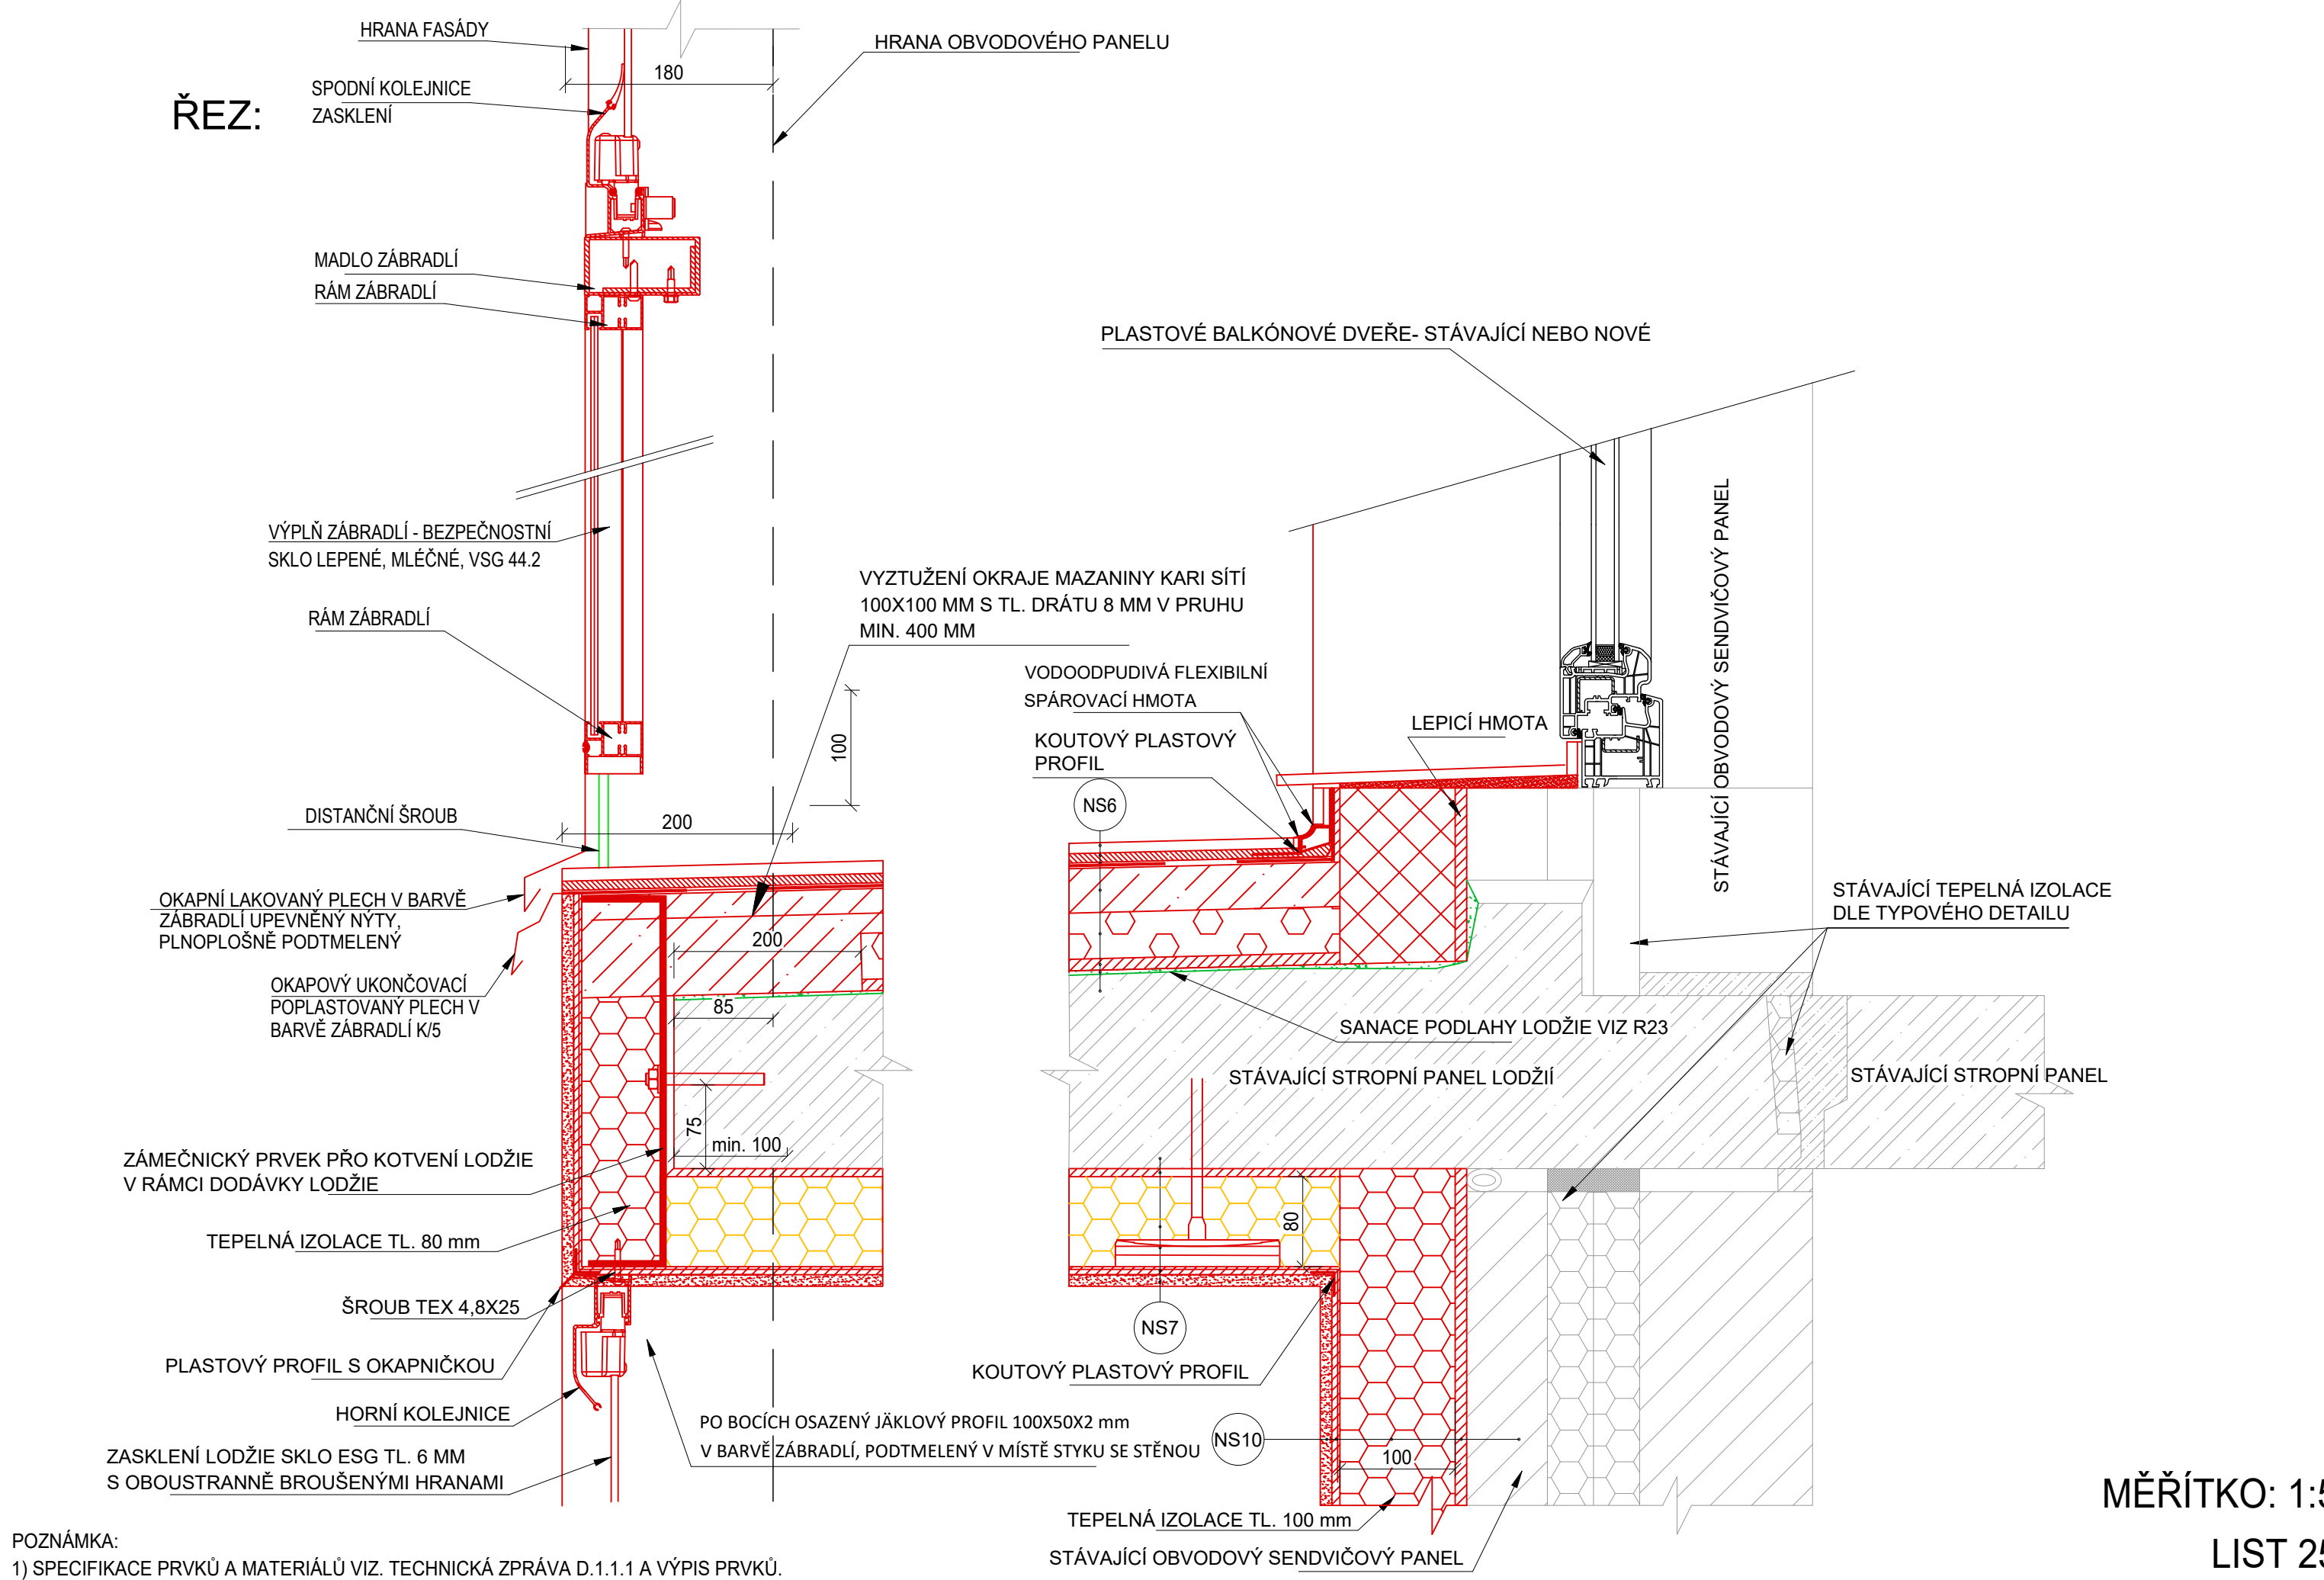 ŘEZ:
HRANA FASÁDY
SPODNÍ KOLEJNICE
ZASKLENÍ
180
HRANA OBVODOVÉHO PANELU
MADLO ZÁBRADLÍ
RÁM ZÁBRADLÍ
PLASTOVÉ BALKÓNOVÉ DVEŘE- STÁVAJÍCÍ NEBO NOVÉ
VÝPLŇ ZÁBRADLÍ - BEZPEČNOSTNÍ
SKLO LEPENÉ, MLÉČNÉ, VSG 44.2
RÁM ZÁBRADLÍ
VYZTUŽENÍ OKRAJE MAZANINY KARI SÍTÍ
100X100 MM S TL. DRÁTU 8 MM V PRUHU
MIN. 400 MM
VODOODPUDIVÁ FLEXIBILNÍ
SPÁROVACÍ HMOTA
KOUTOVÝ PLASTOVÝ
PROFIL
LEPICÍ HMOTA
STÁVAJÍCÍ OBVODOVÝ SENDVIČOVÝ PANEL
100
NS6
DISTANČNÍ ŠROUB
200
OKAPNÍ LAKOVANÝ PLECH V BARVĚ
ZÁBRADLÍ UPEVNĚNÝ NÝTY,
PLNOPLOŠNĚ PODTMELENÝ
STÁVAJÍCÍ TEPELNÁ IZOLACE
DLE TYPOVÉHO DETAILU
200
OKAPOVÝ UKONČOVACÍ
POPLASTOVANÝ PLECH V
BARVĚ ZÁBRADLÍ K/5
85
SANACE PODLAHY LODŽIE VIZ R23
STÁVAJÍCÍ STROPNÍ PANEL LODŽIÍ
STÁVAJÍCÍ STROPNÍ PANEL
75
min. 100
ZÁMEČNICKÝ PRVEK PŘO KOTVENÍ LODŽIE
V RÁMCI DODÁVKY LODŽIE
80
TEPELNÁ IZOLACE TL. 80 mm
ŠROUB TEX 4,8X25
NS7
PLASTOVÝ PROFIL S OKAPNIČKOU
KOUTOVÝ PLASTOVÝ PROFIL
HORNÍ KOLEJNICE
PO BOCÍCH OSAZENÝ JÄKLOVÝ PROFIL 100X50X2 mm
V BARVĚ ZÁBRADLÍ, PODTMELENÝ V MÍSTĚ STYKU SE STĚNOU
NS10
100
ZASKLENÍ LODŽIE SKLO ESG TL. 6 MM
S OBOUSTRANNĚ BROUŠENÝMI HRANAMI
TEPELNÁ IZOLACE TL. 100 mm
STÁVAJÍCÍ OBVODOVÝ SENDVIČOVÝ PANEL
MĚŘÍTKO: 1:5
LIST 25
POZNÁMKA:
1) SPECIFIKACE PRVKŮ A MATERIÁLŮ VIZ. TECHNICKÁ ZPRÁVA D.1.1.1 A VÝPIS PRVKŮ.